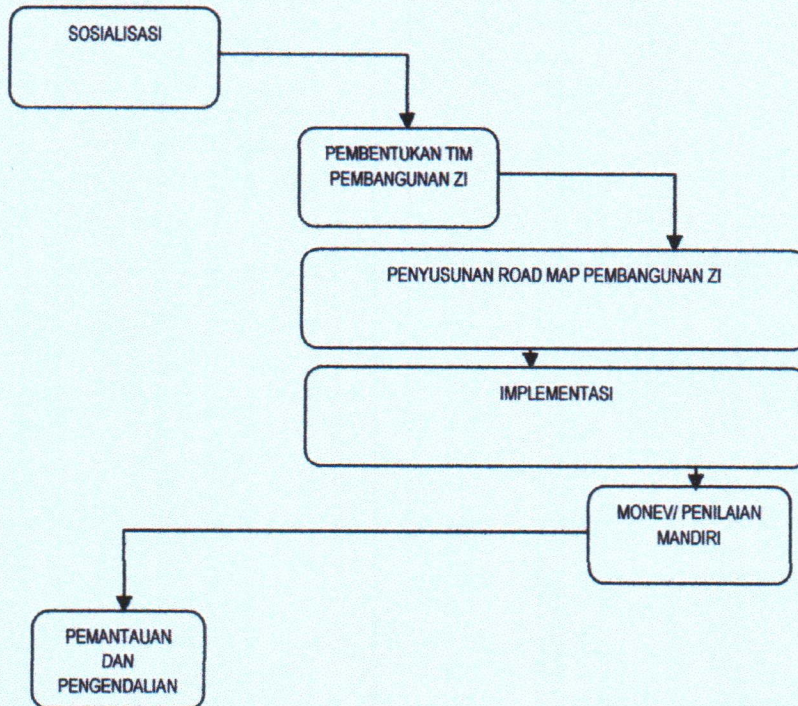 SOSIALISASI
PEMBENTUKAN TIM
PEMBANGUNAN ZI
PENYUSUNAN ROAD MAP PEMBANGUNAN ZI
IMPLEMENTASI
MONEV/ PENILAIAN
MANDIRI
PEMANTAUAN
DAN
PENGENDALIAN